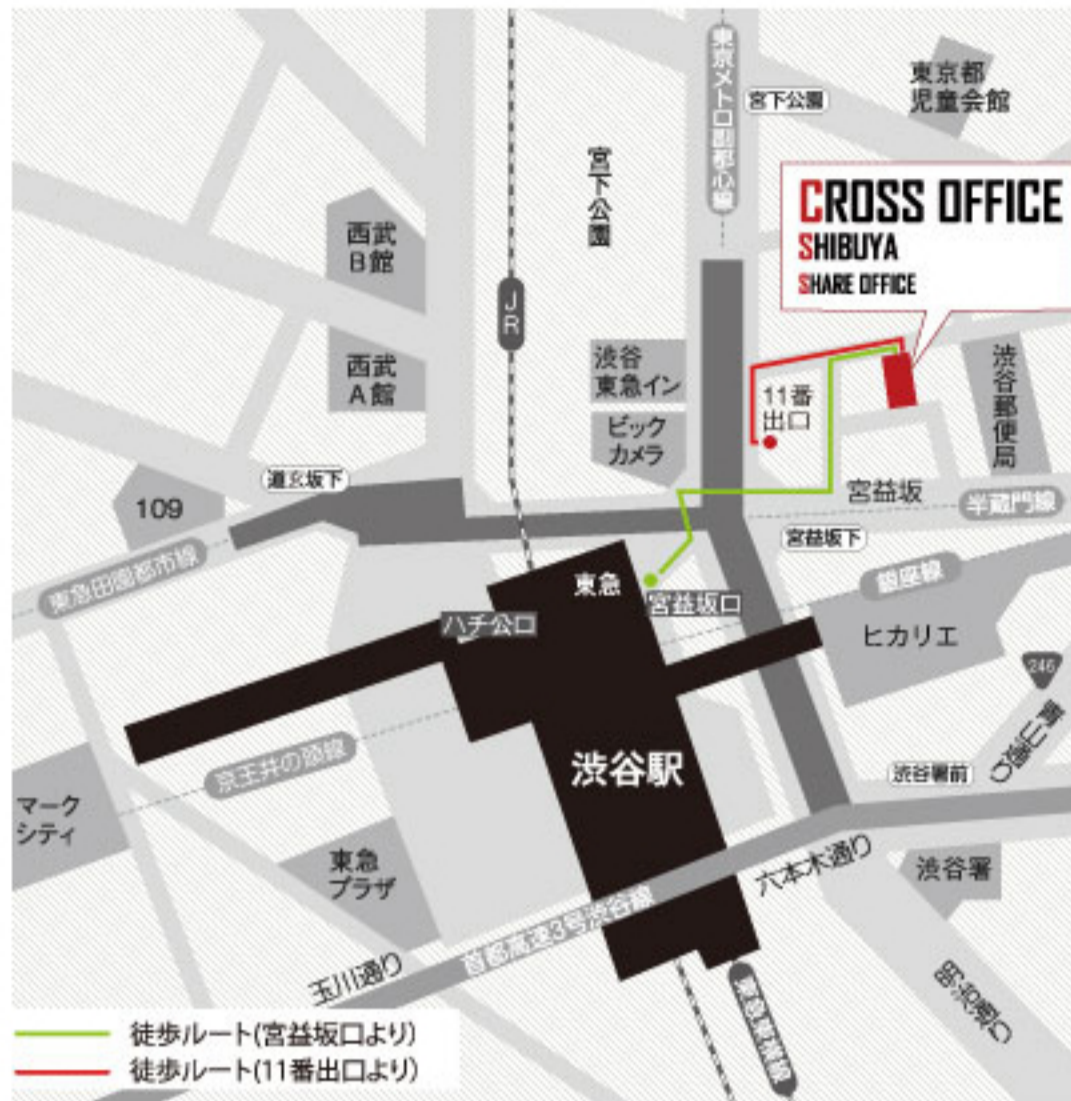 東京メトロ副都心線
宮下公園
東京都
児童会館
宮下公園
CROSS OFFICE
SHIBUYA
SHARE OFFICE
西武
B館
JR
西武
A館
渋谷
東急イン
ビック
カメラ
11番
出口
渋谷郵便局
道玄坂下
109
宮益坂
半蔵門線
宮益坂下
東急田園都市線
銀座線
東急
宮益坂口
ハチ公口
ヒカリエ
246
青山通り
渋谷駅
京王井の頭線
渋谷署前
マーク
シティ
東急
プラザ
六本木通り
渋谷署
首都高速3号渋谷線
玉川通り
明治通り
東急東横線
徒歩ルート(宮益坂口より)
徒歩ルート(11番出口より)